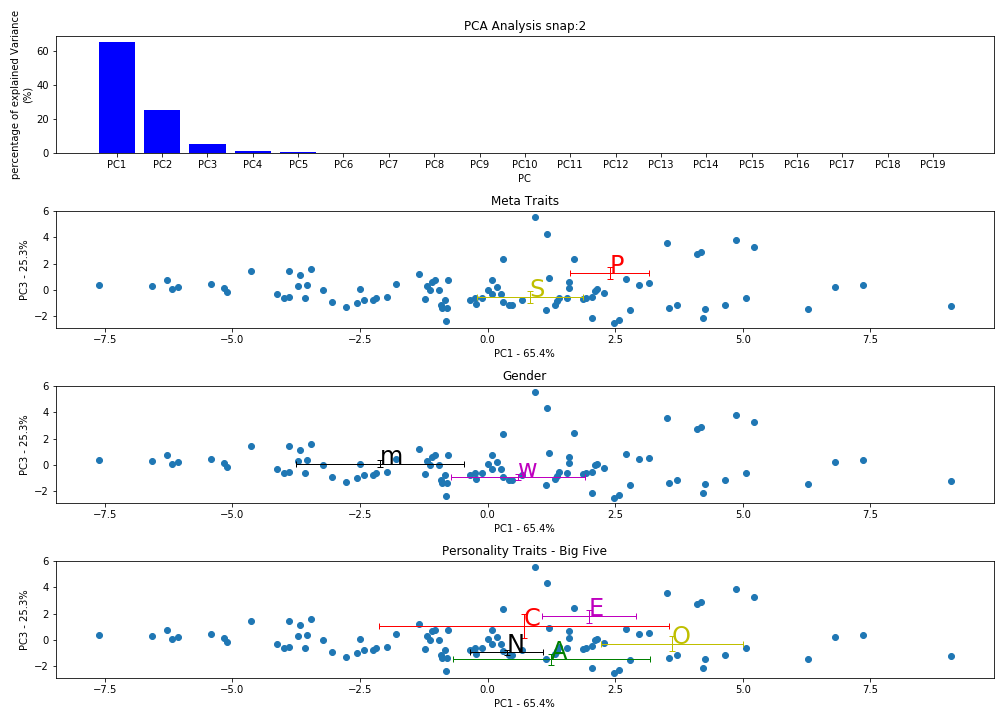 PCA Analysis snap:2
percentage of explained Variance
(%)
60
40
20
0
PC1 PC2 PC3 PC4 PC5 PC6 PC7 PC8 PC9 PC10 PC11 PC12 PC13 PC14 PC15 PC16 PC17 PC18 PC19
PC
Meta Traits
PC3 - 25.3%
6
4
2
0
−2
P
S
−7.5 −5.0 −2.5 0.0 2.5 5.0 7.5
PC1 - 65.4%
Gender
PC3 - 25.3%
6
4
2
0
−2
m
w
−7.5 −5.0 −2.5 0.0 2.5 5.0 7.5
PC1 - 65.4%
Personality Traits - Big Five
PC3 - 25.3%
6
4
2
0
−2
E
C
O
N
A
−7.5 −5.0 −2.5 0.0 2.5 5.0 7.5
PC1 - 65.4%